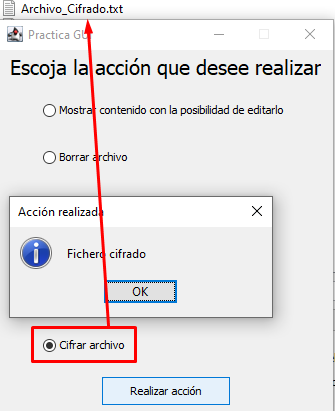 Archivo_Cifrado.txt
Practica GUI
Escoja la acción que desee realizar
Mostrar contenido con la posibilidad de editarlo
Borrar archivo
Acción realizada
Fichero cifrado
OK
Cifrar archivo
Realizar acción